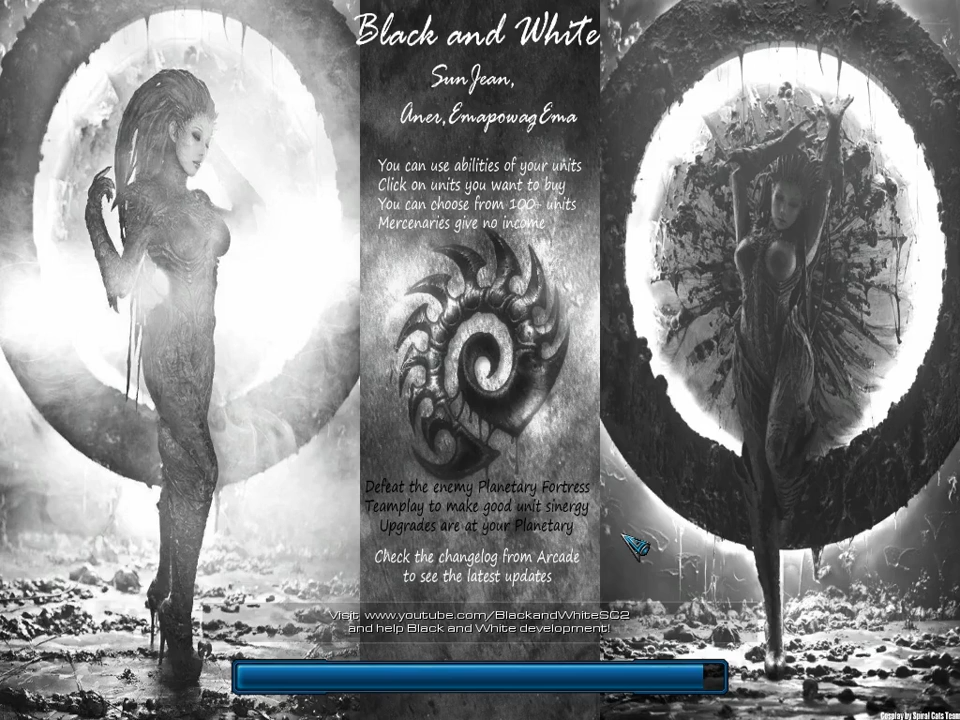 Black and White
SunJean,
Aner,EmapowagEma
You can use abilities of your units
Click on units you want to buy
You can choose from 100+ units
Mercenaries give no income
Defeat the enemy Planetary Fortress
Teamplay to make good unit sinergy
Upgrades are at your Planetary
Check the changelog from Arcade
to see the latest updates
Visit www.youtube.com/BlackandWhiteSC2
and help Black and White development!
Cosplay by Spiral Cats Team